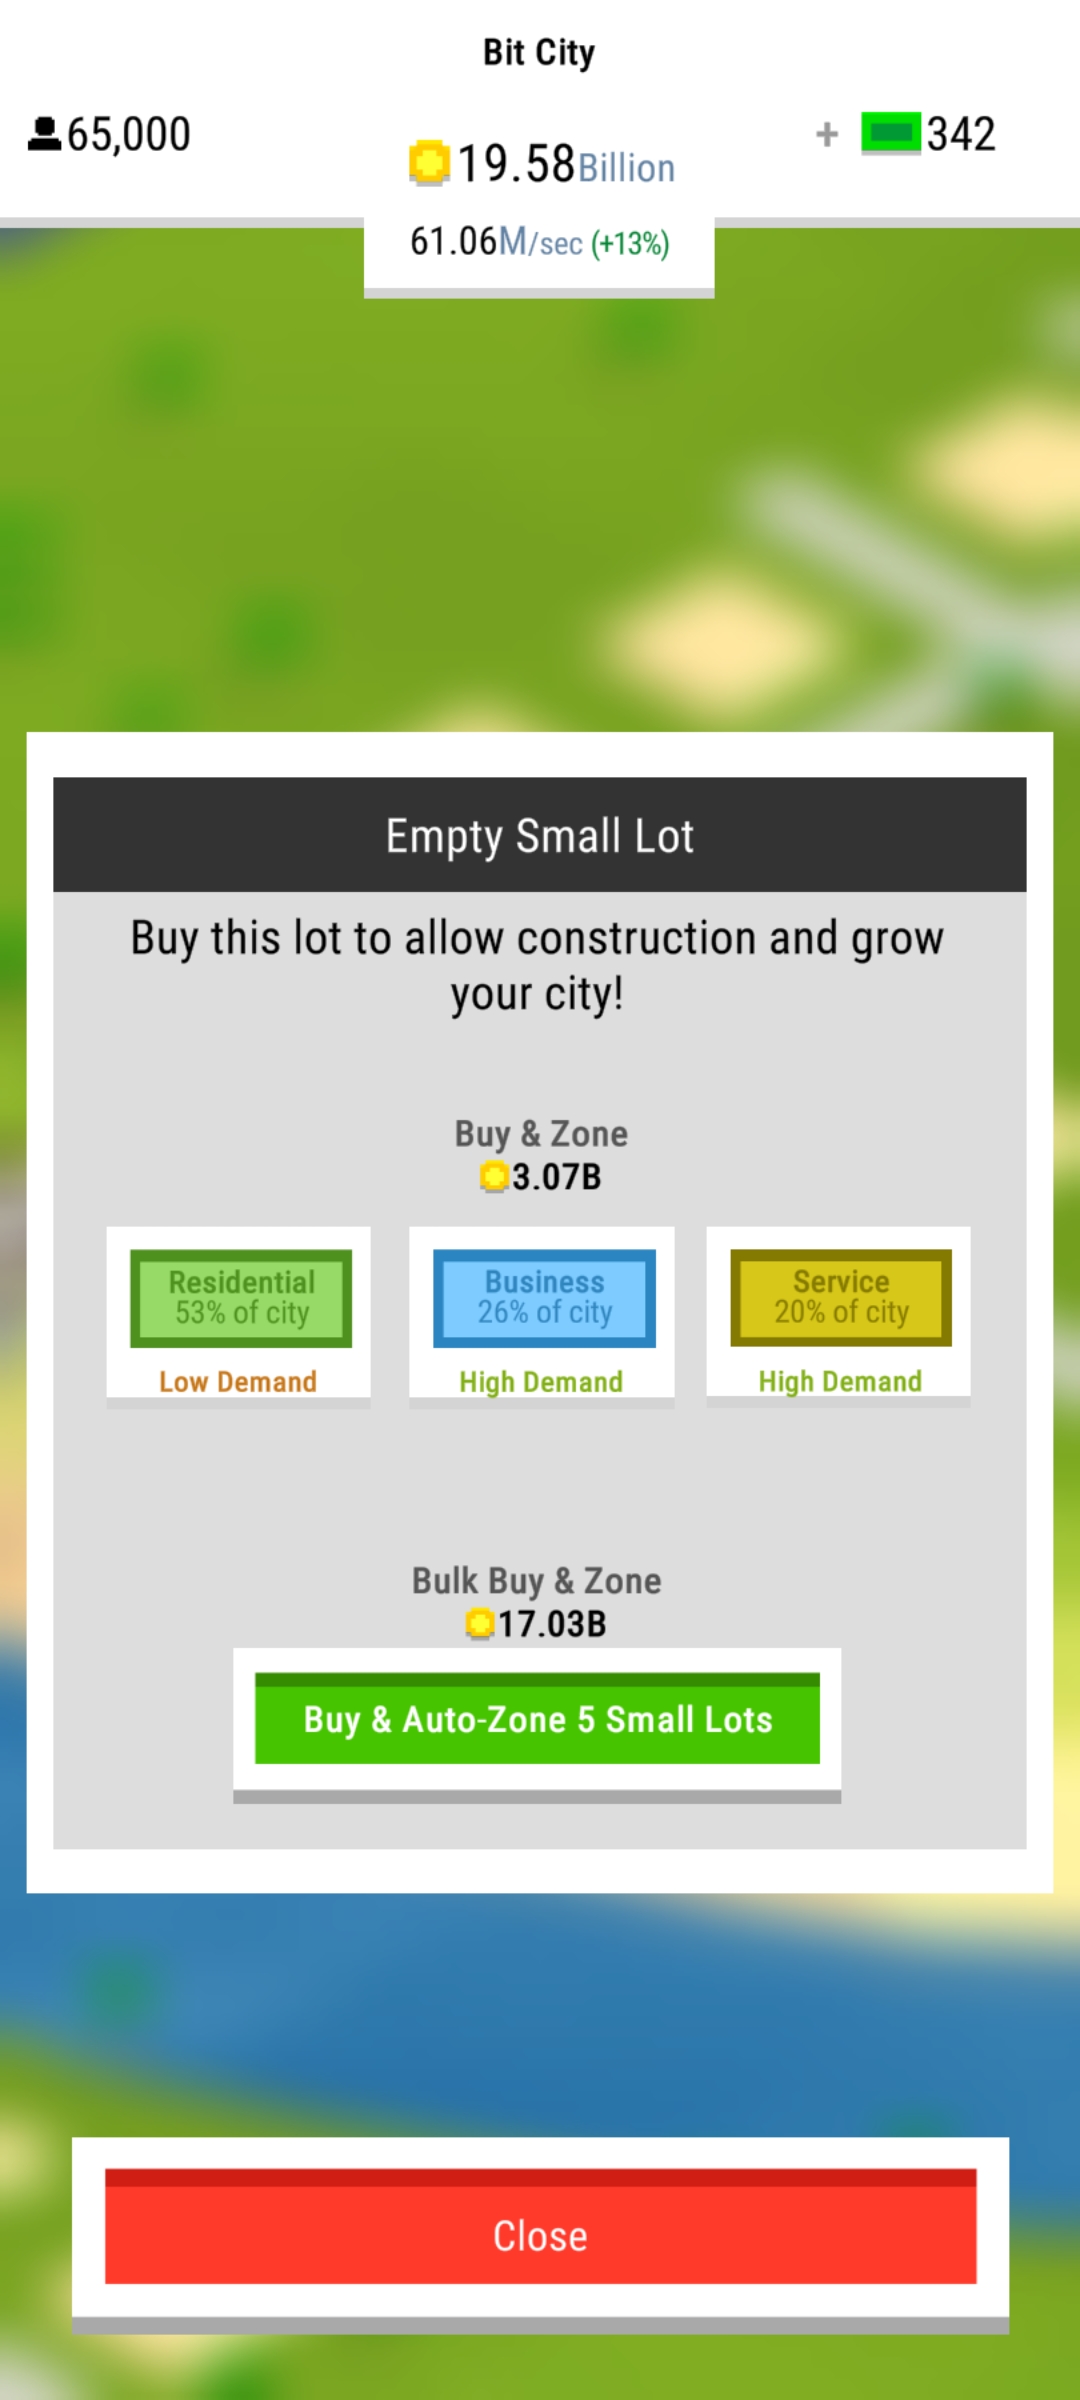 Bit City
65,000
19.58Billion
+ 342
61.06M/sec (+13%)
Empty Small Lot
Buy this lot to allow construction and grow
your city!
Buy & Zone
3.07B
Residential
53% of city
Low Demand
Business
26% of city
High Demand
Service
20% of city
High Demand
Bulk Buy & Zone
17.03B
Buy & Auto-Zone 5 Small Lots
Close